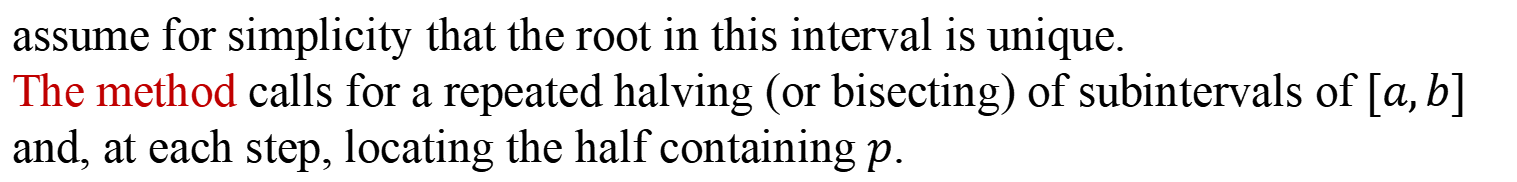 assume for simplicity that the root in this interval is unique.
The method calls for a repeated halving (or bisecting) of subintervals of [a, b]
and, at each step, locating the half containing p.